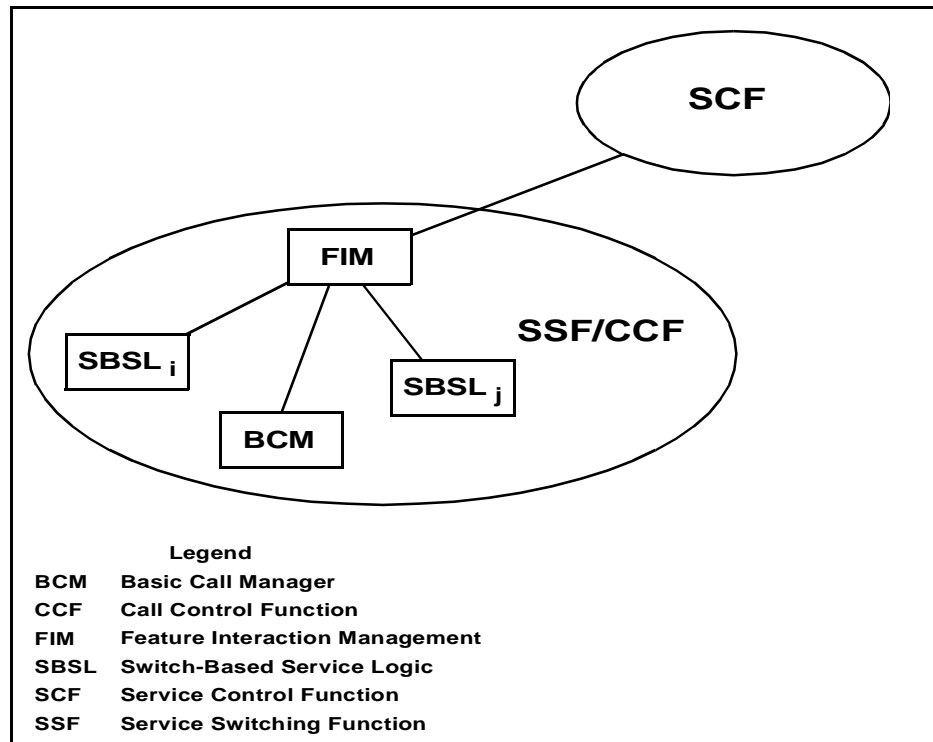 SCF
FIM
SSF/CCF
SBSL i
SBSL j
BCM
Legend
BCM Basic Call Manager
CCF Call Control Function
FIM Feature Interaction Management
SBSL Switch-Based Service Logic
SCF Service Control Function
SSF Service Switching Function